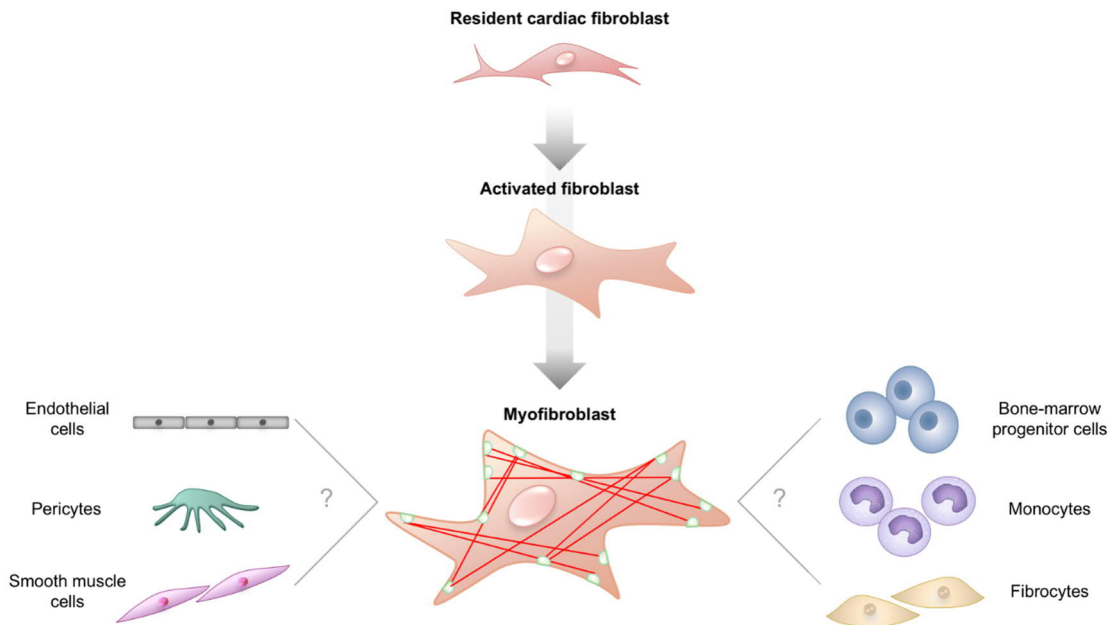 Resident cardiac fibroblast
Activated fibroblast
Myofibroblast
Endothelial
cells
?
Pericytes
Smooth muscle
cells
Bone-marrow
progenitor cells
?
Monocytes
Fibrocytes